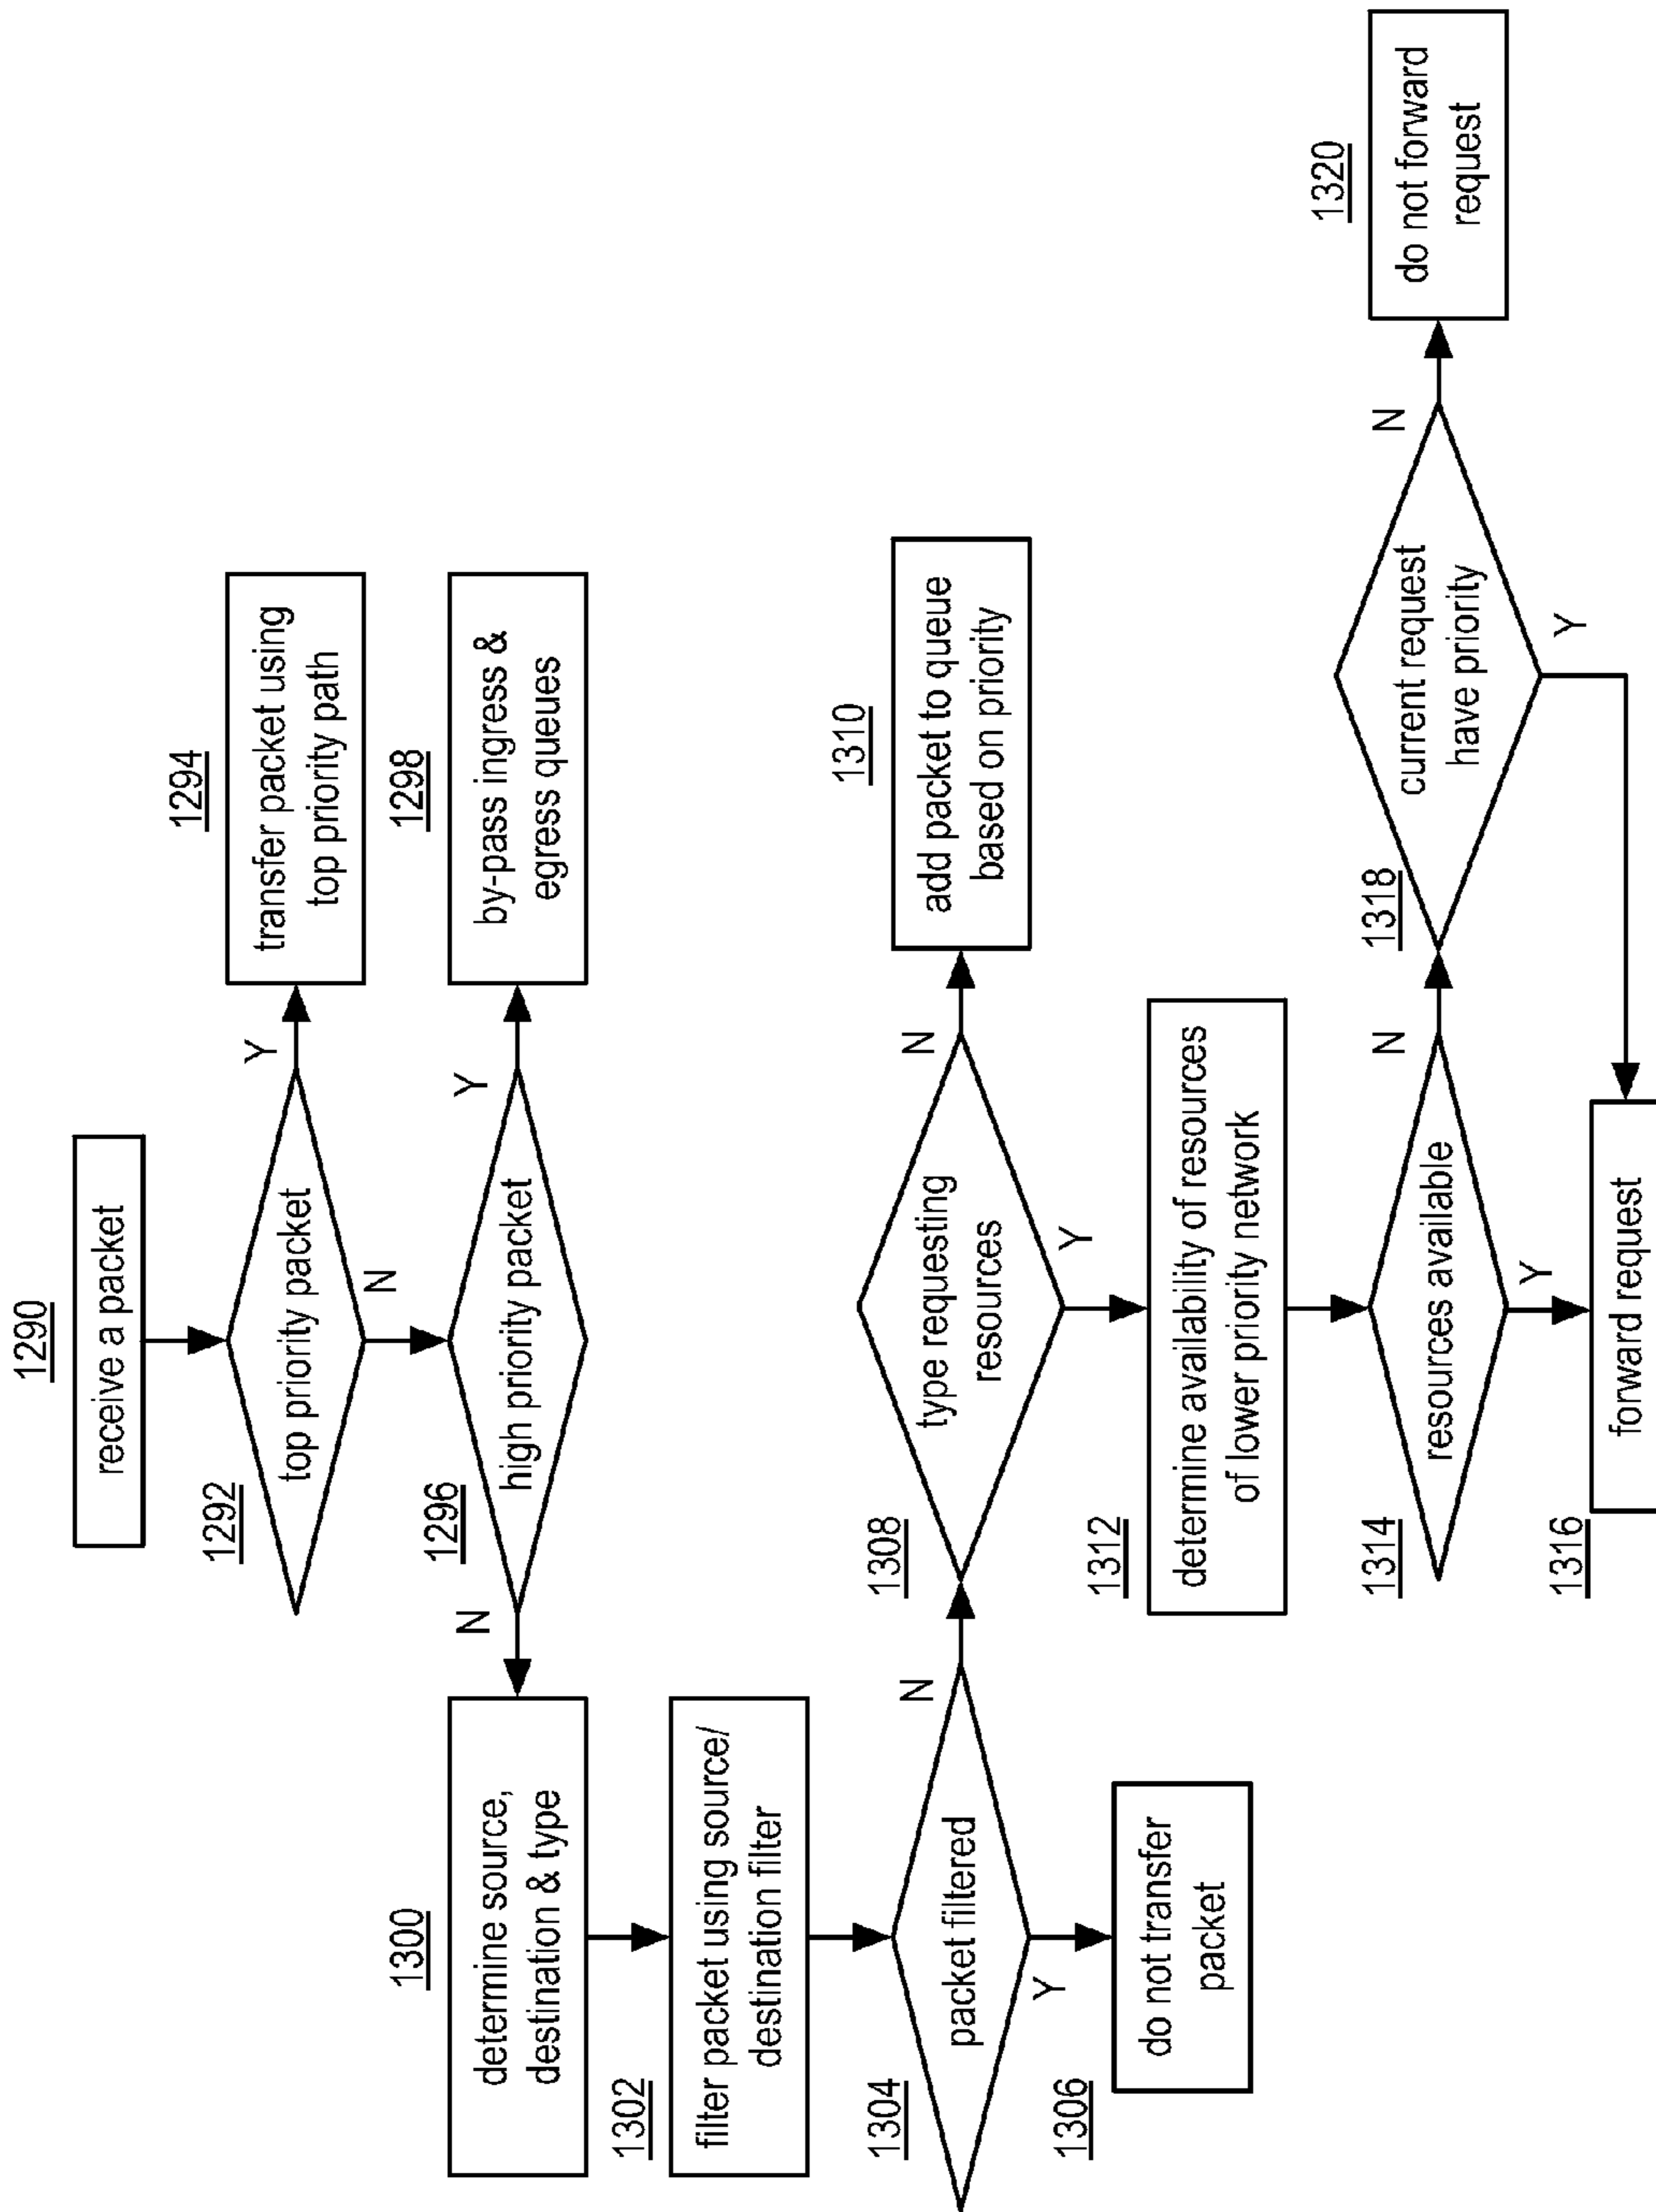 1290
receive a packet
1292
top priority packet
Y
N
1294
transfer packet using
top priority path
1296
high priority packet
Y
N
1298
by-pass ingress &
egress queues
1300
determine source,
destination & type
1302
filter packet using source/
destination filter
1304
packet filtered
N
Y
1306
do not transfer
packet
1308
type requesting
resources
N
Y
1310
add packet to queue
based on priority
1312
determine availability of resources
of lower priority network
1314
resources available
N
Y
1316
forward request
1318
current request
have priority
N
Y
1320
do not forward
request